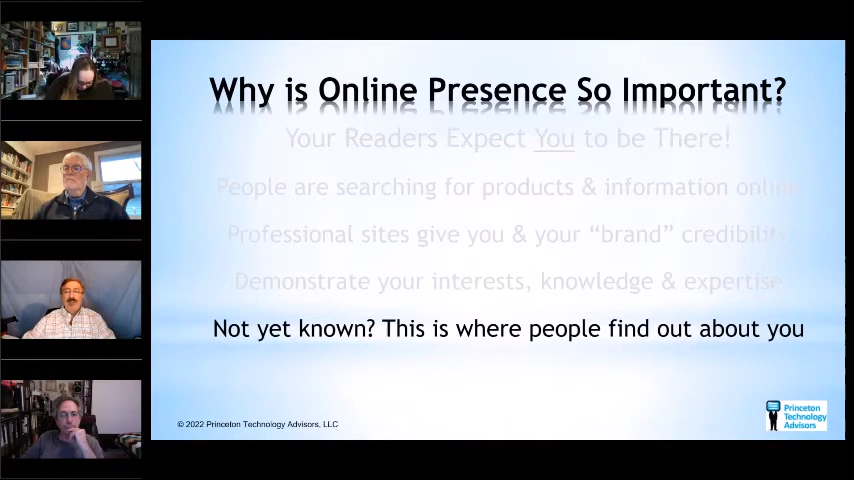 Why is Online Presence So Important?
Your Readers Expect You to be There!
People are searching for products & information online
Professional sites give you & your “brand” credibility
Demonstrate your interests, knowledge & expertise
Not yet known? This is where people find out about you
© 2022 Princeton Technology Advisors, LLC
Princeton
Technology
Advisors